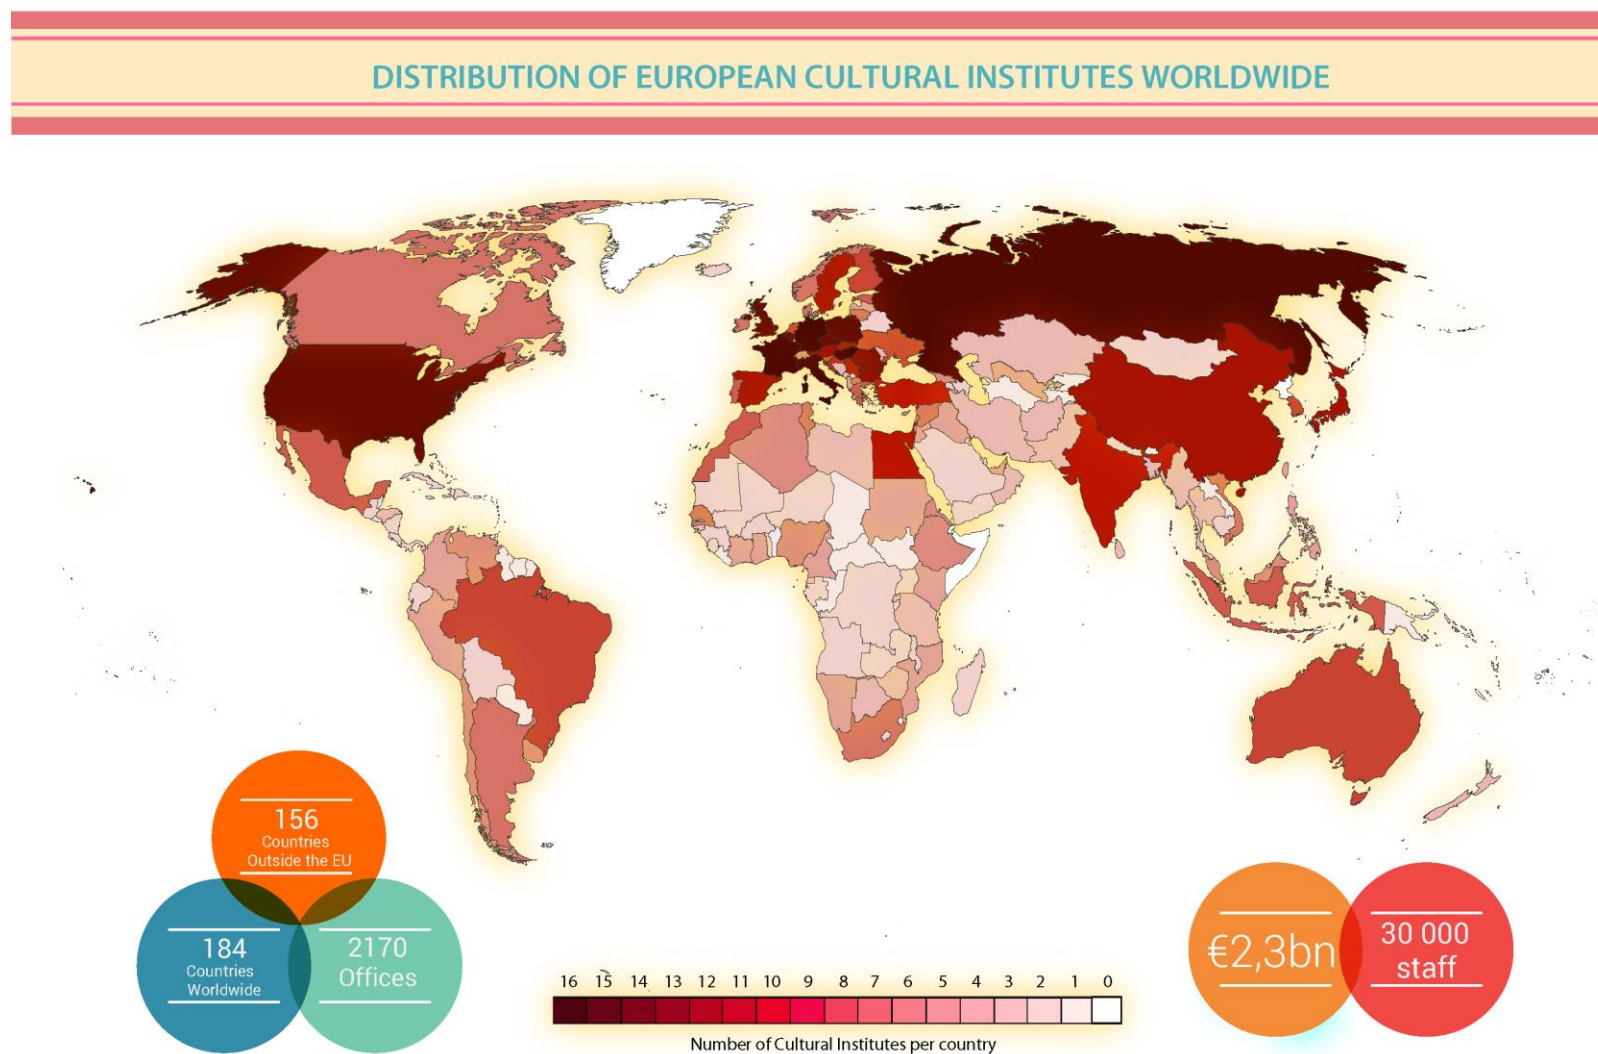 DISTRIBUTION OF EUROPEAN CULTURAL INSTITUTES WORLDWIDE
156
Countries
Outside the EU
184
Countries
Worldwide
2170
Offices
€2,3bn
30 000
staff
16 15 14 13 12 11 10 9 8 7 6 5 4 3 2 1 0
Number of Cultural Institutes per country